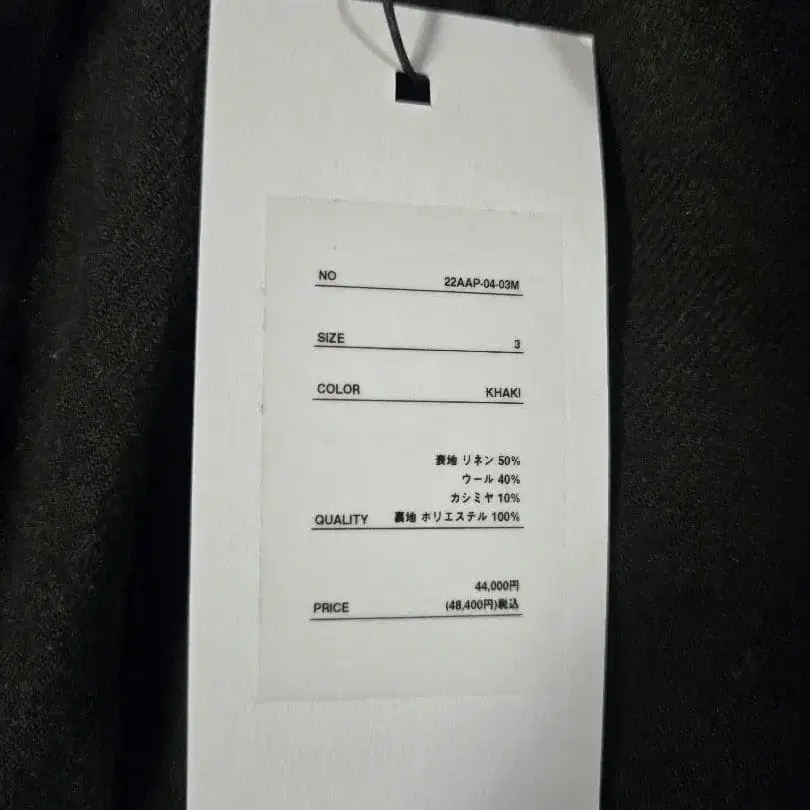 NO 22AAP-04-03M
SIZE 3
COLOR KHAKI
表地 リネン 50%
ウール 40%
カシミヤ 10%
QUALITY 裏地 ポリエステル 100%
44,000円
PRICE (48,400円)税込